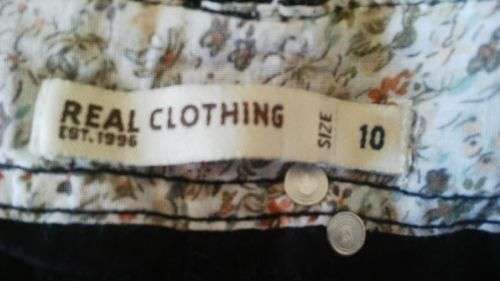 REAL CLOTHING
EST. 1996
SIZE 10